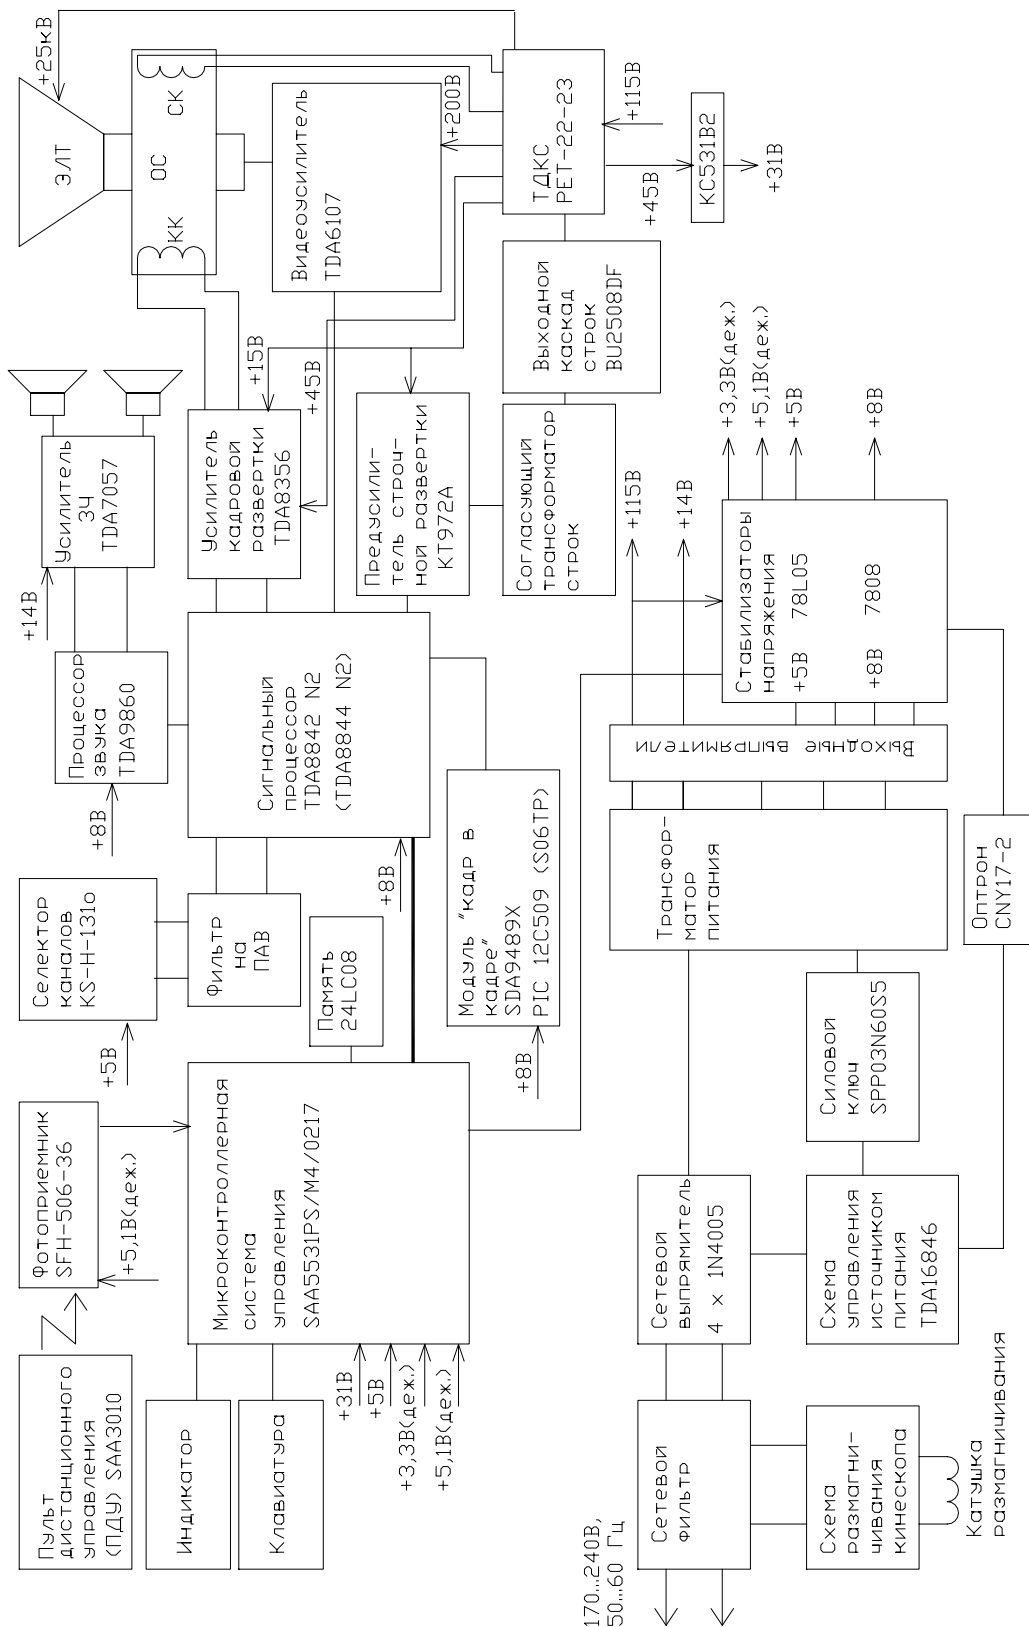 Пульт
дистанционного
управления
(ПДУ) SAA3010
Фотоприемник
SFH-506-36
+5,1В(деж.)
Селектор
каналов
KS-H-131o
+5В
Процессор
звука
TDA9860
+8В
Усилитель
ЗЧ
TDA7057
+14В
ЭЛТ
+25кВ
ОС
КК
СК
Индикатор
Клавиатура
Микроконтроллерная
система
управления
SAA5531PS/M4/0217
+31В
+5В
+3,3В(деж.)
+5,1В(деж.)
Память
24LC08
Фильтр
на
ПАВ
Сигнальный
процессор
TDA8842 N2
(TDA8844 N2)
+8В
Усилитель
кадровой
развертки
TDA8356
+15В
+45В
Видеоусилитель
TDA6107
+200В
Модуль "кадр в
кадре"
SDA9489X
PIC 12C509 (S06TP)
+8В
Предусили-
тель строч-
ной развертки
КТ972А
Согласующий
трансформатор
строк
Выходной
каскад
строк
BU2508DF
ТДКС
PET-22-23
+115В
+45В
КС531В2
+31В
170...240В,
50...60 Гц
Сетевой
фильтр
Сетевой
выпрямитель
4 x 1N4005
Схема
размагни-
чивания
кинескопа
Катушка
размагничивания
Схема
управления
источником
питания
TDA16846
Силовой
ключ
SPP03N60S5
Трансфор-
матор
питания
Оптрон
CNY17-2
Выходные выпрямители
+115В
+14В
Стабилизаторы
напряжения
+5В 78L05
+8В 7808
+3,3В(деж.)
+5,1В(деж.)
+5В
+8В